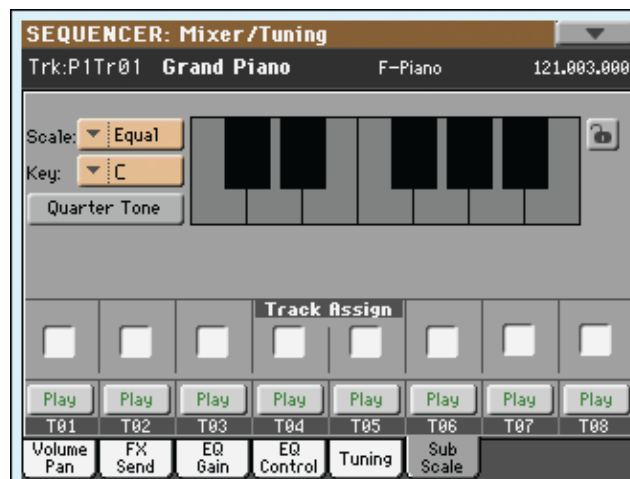 SEQUENCER: Mixer/Tuning
Trk:P1Tr01 Grand Piano F-Piano 121.003.000
Scale: Equal
Key: C
Quarter Tone
Track Assign
Play Play Play Play Play Play Play Play
T01 T02 T03 T04 T05 T06 T07 T08
Volume Pan FX Send EQ Gain EQ Control Tuning Sub Scale